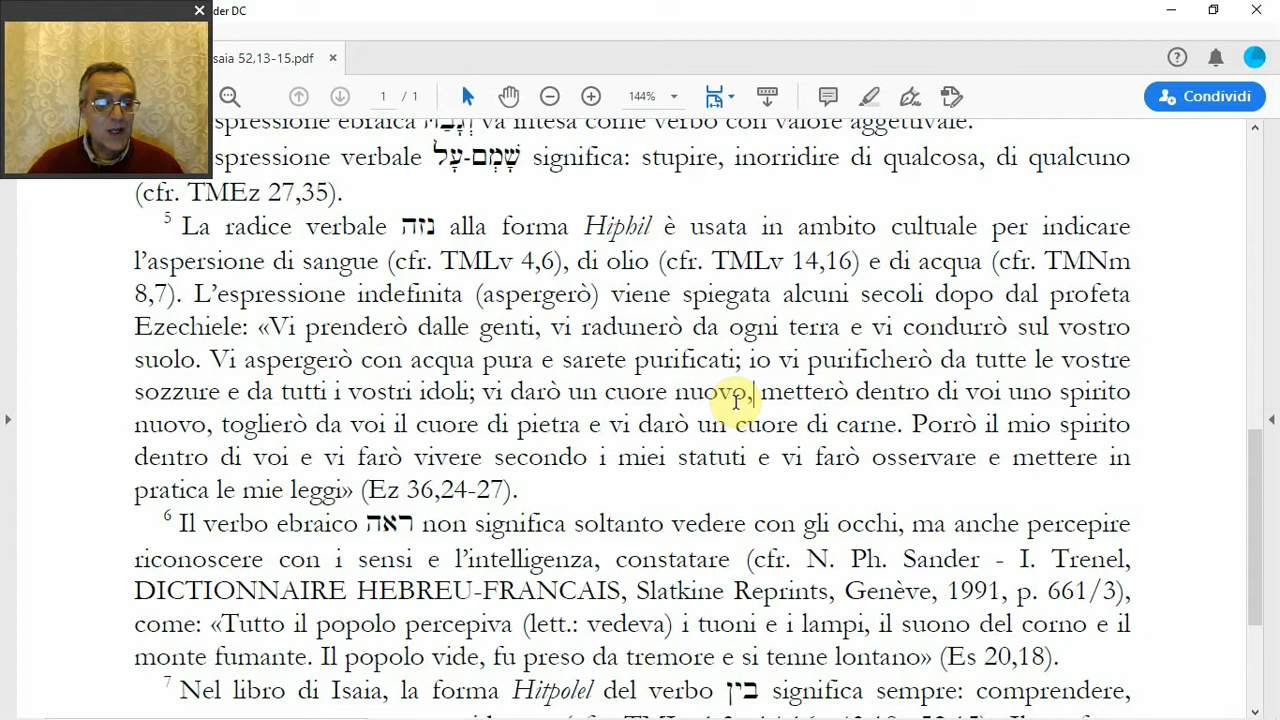 der DC
saia 52,13-15.pdf
1 / 1
144%
Condividi
spressione ebraica va intesa come verbo con valore aggettivale.
spressione verbale שָׁמְם-עָל significa: stupire, inorridire di qualcosa, di qualcuno
(cfr. TMEz 27,35).
5 La radice verbale נזה alla forma Hiphil è usata in ambito cultuale per indicare
l'aspersione di sangue (cfr. TMLv 4,6), di olio (cfr. TMLv 14,16) e di acqua (cfr. TMNm
8,7). L'espressione indefinita (aspergerò) viene spiegata alcuni secoli dopo dal profeta
Ezechiele: «Vi prenderò dalle genti, vi radunerò da ogni terra e vi condurrò sul vostro
suolo. Vi aspergerò con acqua pura e sarete purificati; io vi purificherò da tutte le vostre
sozzure e da tutti i vostri idoli; vi darò un cuore nuovo, metterò dentro di voi uno spirito
nuovo, toglierò da voi il cuore di pietra e vi darò un cuore di carne. Porrò il mio spirito
dentro di voi e vi farò vivere secondo i miei statuti e vi farò osservare e mettere in
pratica le mie leggi» (Ez 36,24-27).
6 Il verbo ebraico ראה non significa soltanto vedere con gli occhi, ma anche percepire
riconoscere con i sensi e l'intelligenza, constatare (cfr. N. Ph. Sander - I. Trenel,
DICTIONNAIRE HEBREU-FRANCAIS, Slatkine Reprints, Genève, 1991, p. 661/3),
come: «Tutto il popolo percepiva (lett.: vedeva) i tuoni e i lampi, il suono del corno e il
monte fumante. Il popolo vide, fu preso da tremore e si tenne lontano» (Es 20,18).
7 Nel libro di Isaia, la forma Hitpolel del verbo בין significa sempre: comprendere,